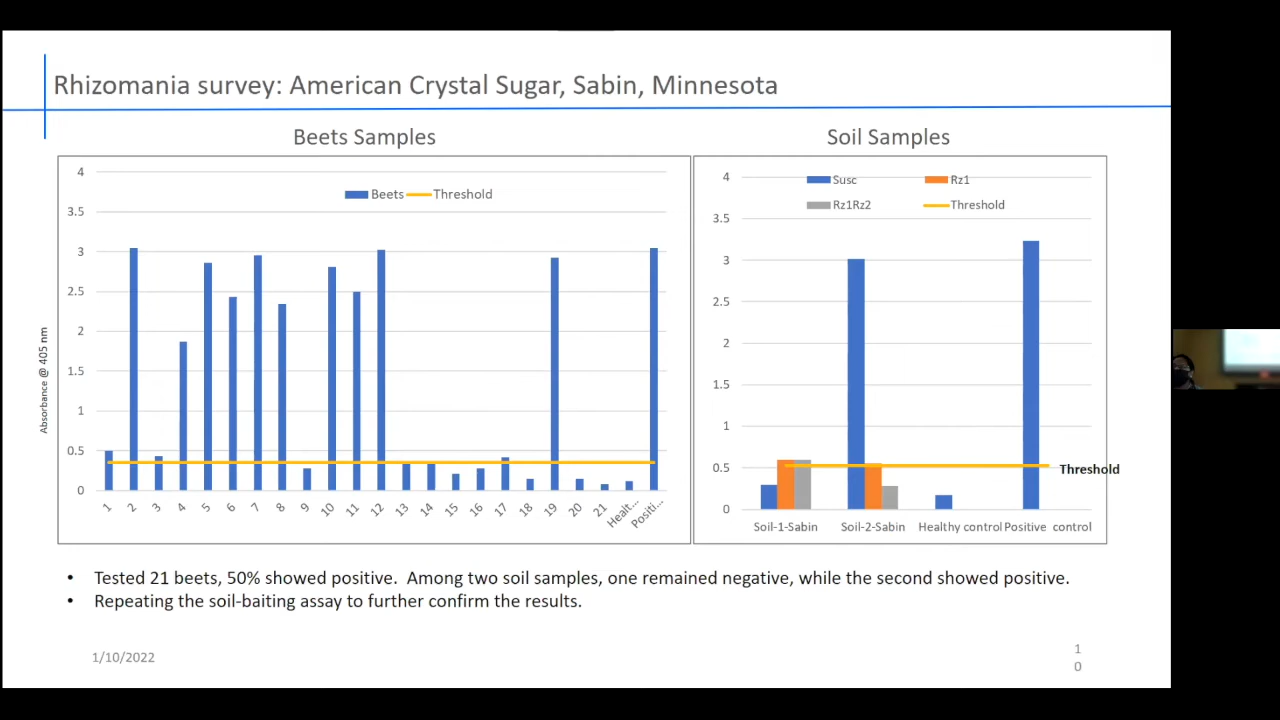 Rhizomania survey: American Crystal Sugar, Sabin, Minnesota
Beets Samples
Absorbance @ 405 nm
4
3.5
3
2.5
2
1.5
1
0.5
0
Beets
Threshold
1
2
3
4
5
6
7
8
9
10
11
12
13
14
15
16
17
18
19
20
21
Healt...
Positi...
Soil Samples
4
3.5
3
2.5
2
1.5
1
0.5
0
Susc
Rz1
Rz1Rz2
Threshold
Threshold
Soil-1-Sabin
Soil-2-Sabin
Healthy control
Positive control
• Tested 21 beets, 50% showed positive. Among two soil samples, one remained negative, while the second showed positive.
• Repeating the soil-baiting assay to further confirm the results.
1/10/2022
1
0